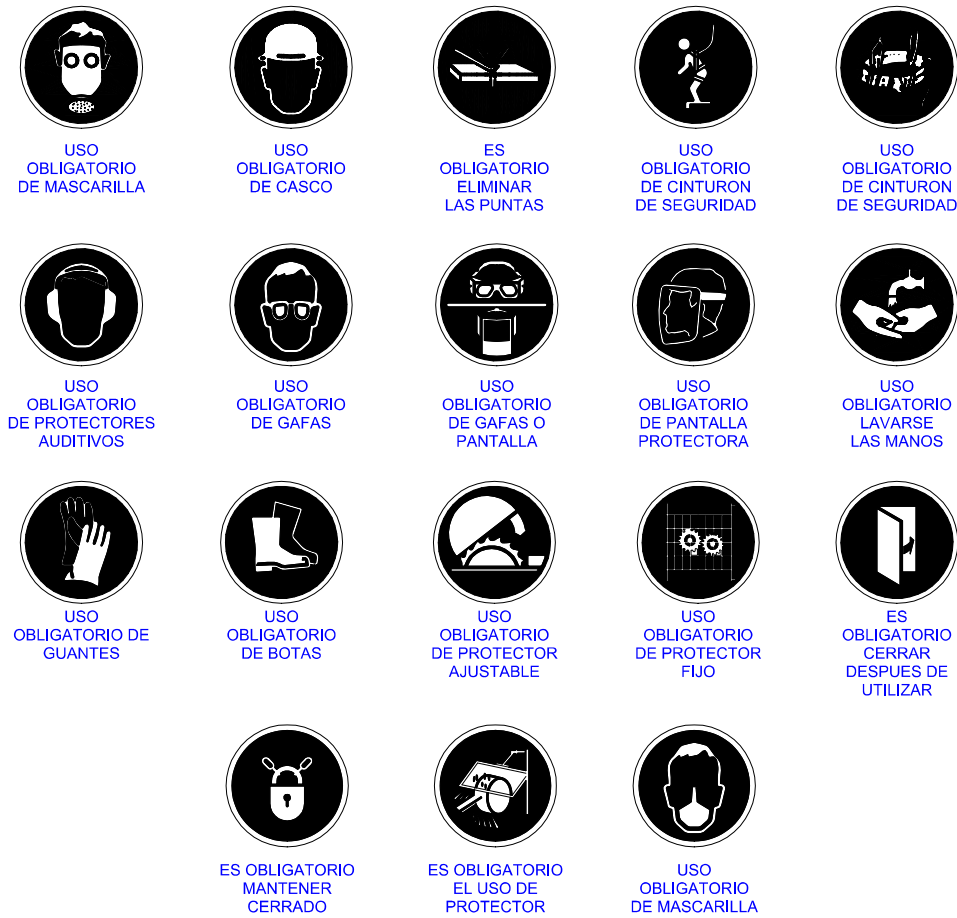 USO
OBLIGATORIO
DE MASCARILLA
USO
OBLIGATORIO
DE CASCO
ES
OBLIGATORIO
ELIMINAR
LAS PUNTAS
USO
OBLIGATORIO
DE CINTURON
DE SEGURIDAD
USO
OBLIGATORIO
DE CINTURON
DE SEGURIDAD
USO
OBLIGATORIO
DE PROTECTORES
AUDITIVOS
USO
OBLIGATORIO
DE GAFAS
USO
OBLIGATORIO
DE GAFAS O
PANTALLA
USO
OBLIGATORIO
DE PANTALLA
PROTECTORA
USO
OBLIGATORIO
LAVARSE
LAS MANOS
USO
OBLIGATORIO DE
GUANTES
USO
OBLIGATORIO
DE BOTAS
USO
OBLIGATORIO
DE PROTECTOR
AJUSTABLE
USO
OBLIGATORIO
DE PROTECTOR
FIJO
ES
OBLIGATORIO
CERRAR
DESPUES DE
UTILIZAR
ES OBLIGATORIO
MANTENER
CERRADO
ES OBLIGATORIO
EL USO DE
PROTECTOR
USO
OBLIGATORIO
DE MASCARILLA